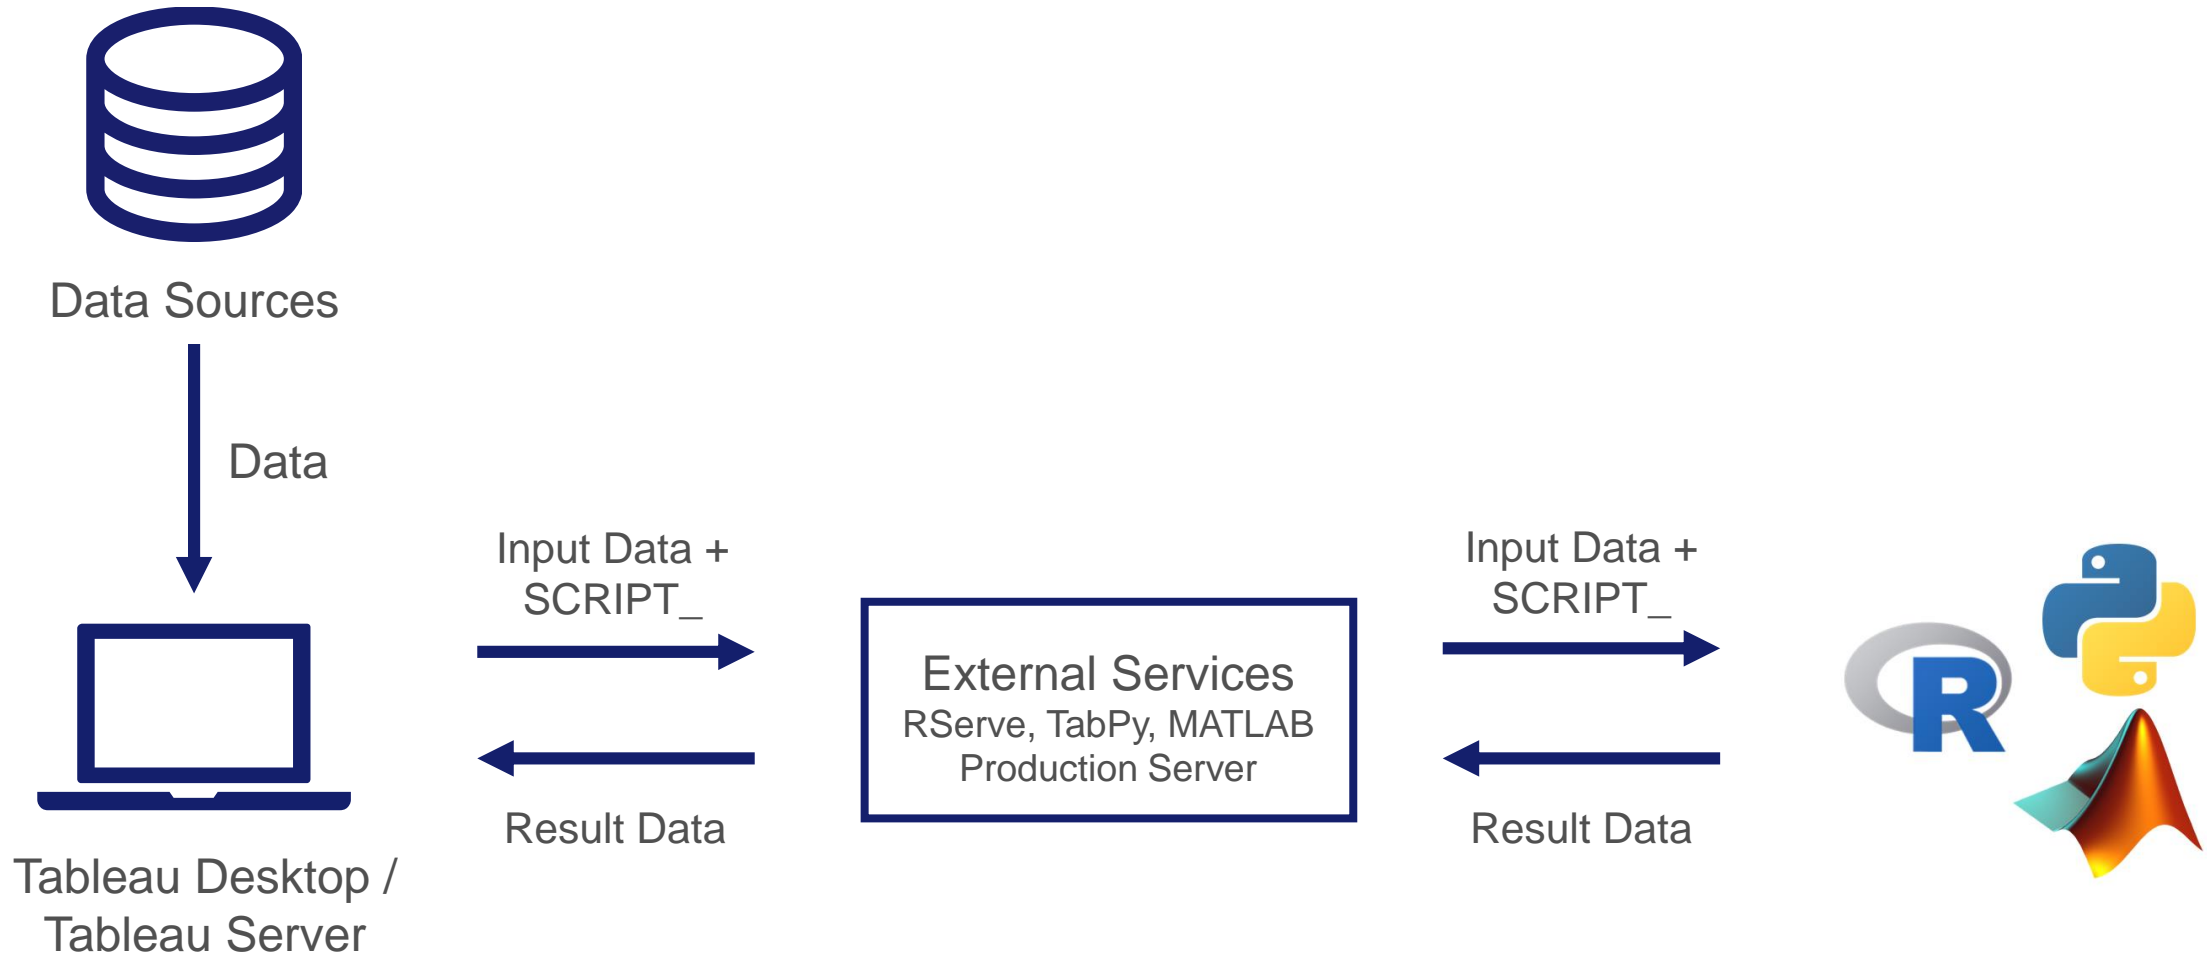 Data Sources
Data
Input Data +
SCRIPT_
Input Data +
SCRIPT_
External Services
RServe, TabPy, MATLAB
Production Server
R
Result Data
Result Data
Tableau Desktop /
Tableau Server